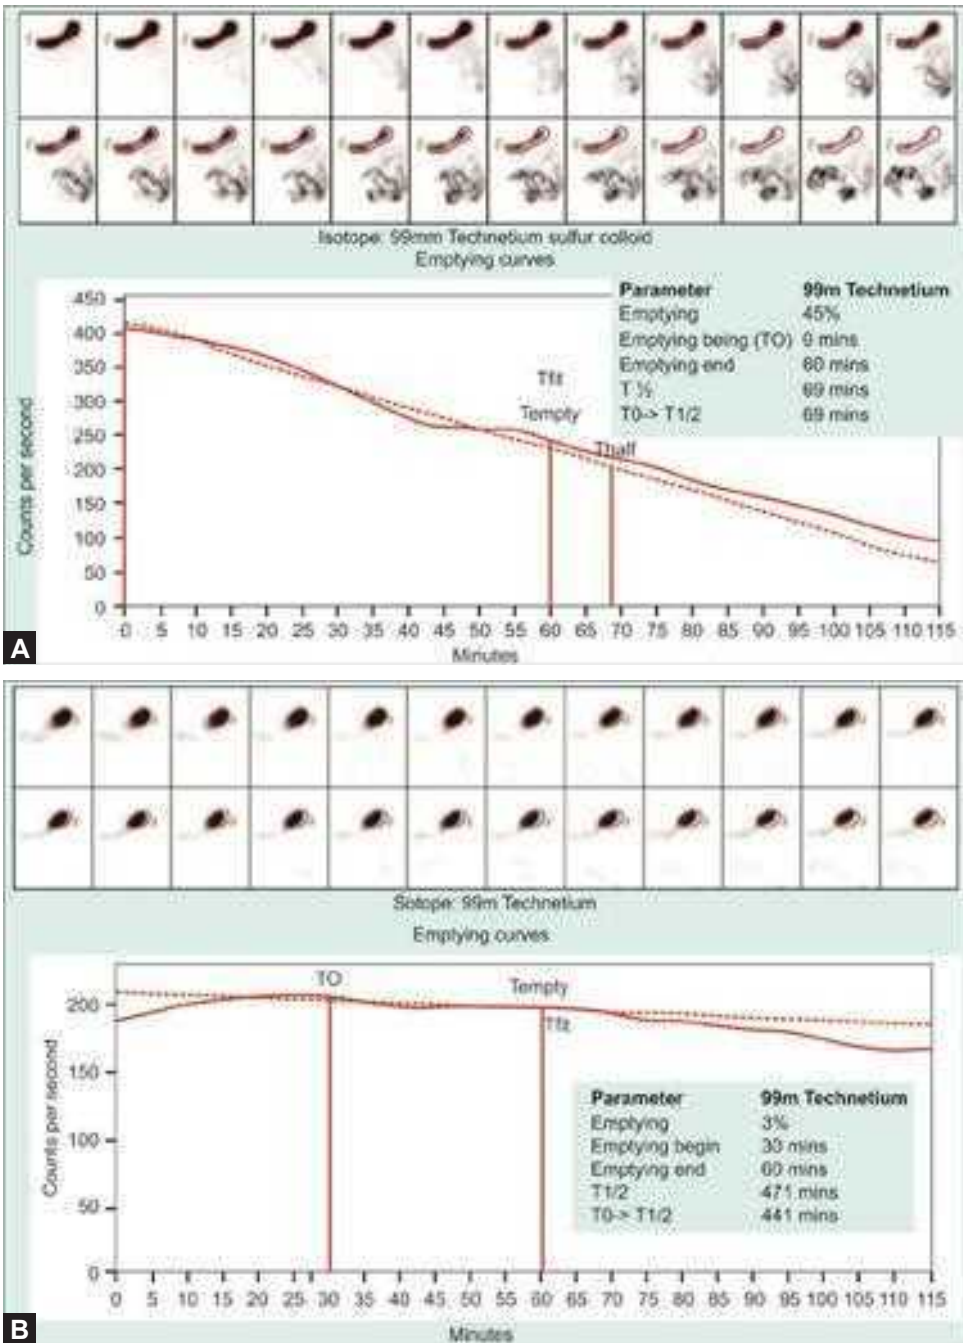 Isotope: 99mm Technetium sulfur colloid
Emptying curves
Parameter 99m Technetium
Emptying 45%
Emptying being (TO) 0 mins
Emptying end 60 mins
T ½ 69 mins
T0-> T1/2 69 mins
450
400
350
300
250
200
150
100
50
0
Counts per second
Tfit
Tempty
Thalf
0 5 10 15 20 25 30 35 40 45 50 55 60 65 70 75 80 85 90 95 100 105 110 115
Minutes
A
Sotope: 99m Technetium
Emptying curves
TO
Tempty
Tfit
200
150
100
50
0
Counts per second
Parameter 99m Technetium
Emptying 3%
Emptying begin 30 mins
Emptying end 60 mins
T1/2 471 mins
T0-> T1/2 441 mins
0 5 10 15 20 25 30 35 40 45 50 55 60 65 70 75 80 85 90 95 100 105 110 115
Minutes
B